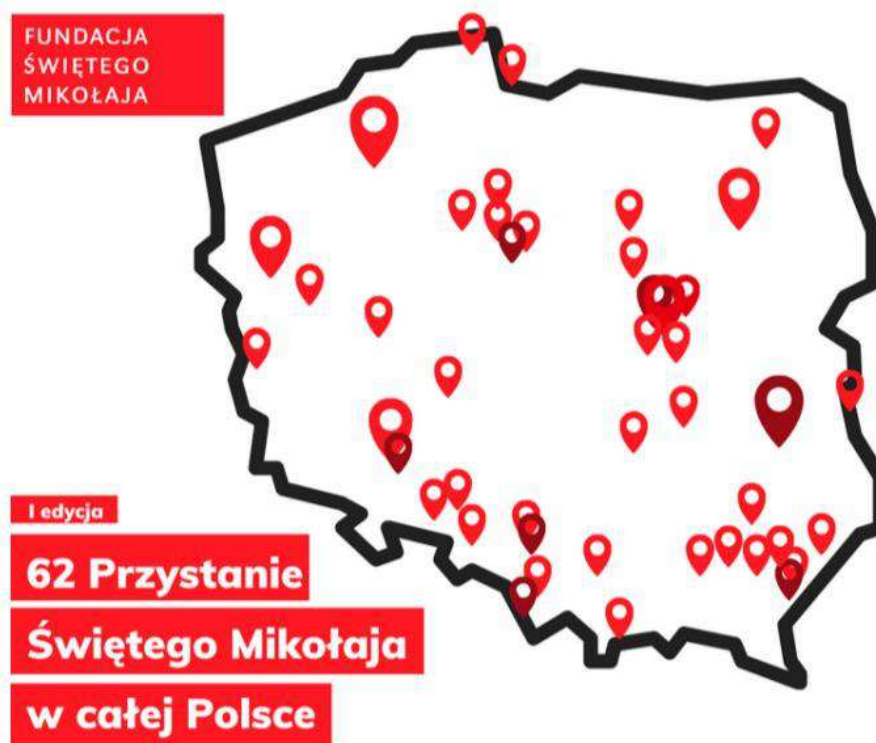 FUNDACJA
ŚWIĘTEGO
MIKOŁAJA
I edycja
62 Przystanie
Świętego Mikołaja
w całej Polsce